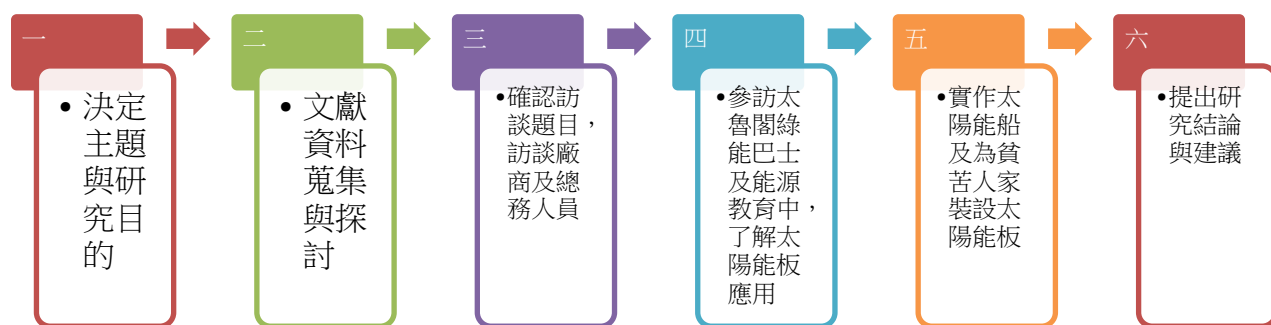 一
• 決定
主題
與研
究目
的
二
• 文獻
資料
蒐集
與探
討
三
•確認訪
談題目，
訪談廠
商及總
務人員
四
•參訪太
魯閣綠
能巴士
及能源
教育中，
了解太
陽能板
應用
五
•實作太
陽能船
及為貧
苦人家
裝設太
陽能板
六
•提出研
究結論
與建議